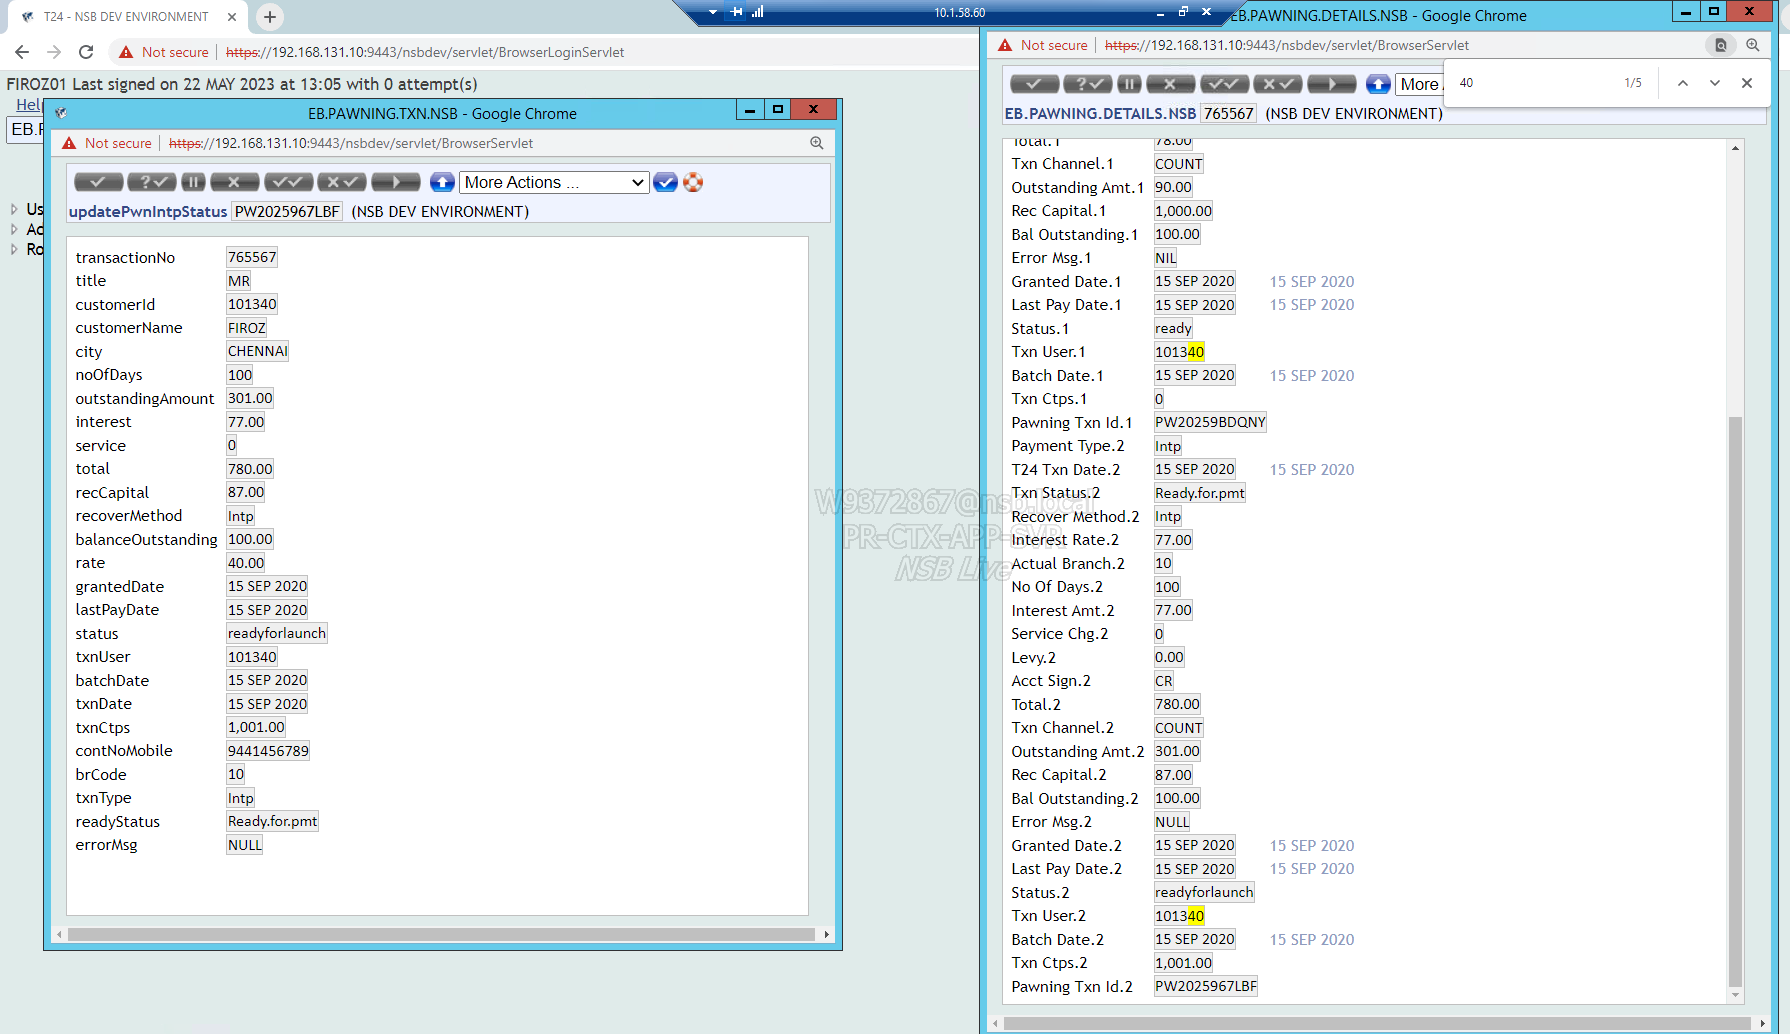 T24 - NSB DEV ENVIRONMENT
10.1.58.60
Not secure | https://192.168.131.10:9443/nsbdev/servlet/BrowserLoginServlet
FIROZ01 Last signed on 22 MAY 2023 at 13:05 with 0 attempt(s)
Help
EB.P
Us
Ad
Ro
EB.PAWNING.TXN.NSB - Google Chrome
Not secure | https://192.168.131.10:9443/nsbdev/servlet/BrowserServlet
More Actions ...
updatePwnIntpStatus PW2025967LBF (NSB DEV ENVIRONMENT)
transactionNo 765567
title MR
customerId 101340
customerName FIROZ
city CHENNAI
noOfDays 100
outstandingAmount 301.00
interest 77.00
service 0
total 780.00
recCapital 87.00
recoverMethod Intp
balanceOutstanding 100.00
rate 40.00
grantedDate 15 SEP 2020
lastPayDate 15 SEP 2020
status readyforlaunch
txnUser 101340
batchDate 15 SEP 2020
txnDate 15 SEP 2020
txnCtps 1,001.00
contNoMobile 9441456789
brCode 10
txnType Intp
readyStatus Ready.for.pmt
errorMsg NULL
W9372867@nsb.local
PR-CTX-APP-SVR
NSB Live
EB.PAWNING.DETAILS.NSB - Google Chrome
Not secure | https://192.168.131.10:9443/nsbdev/servlet/BrowserServlet
40 1/5
More
EB.PAWNING.DETAILS.NSB 765567 (NSB DEV ENVIRONMENT)
Total.1 78.00
Txn Channel.1 COUNT
Outstanding Amt.1 90.00
Rec Capital.1 1,000.00
Bal Outstanding.1 100.00
Error Msg.1 NIL
Granted Date.1 15 SEP 2020 15 SEP 2020
Last Pay Date.1 15 SEP 2020 15 SEP 2020
Status.1 ready
Txn User.1 101340
Batch Date.1 15 SEP 2020 15 SEP 2020
Txn Ctps.1 0
Pawning Txn Id.1 PW20259BDQNY
Payment Type.2 Intp
T24 Txn Date.2 15 SEP 2020 15 SEP 2020
Txn Status.2 Ready.for.pmt
Recover Method.2 Intp
Interest Rate.2 77.00
Actual Branch.2 10
No Of Days.2 100
Interest Amt.2 77.00
Service Chg.2 0
Levy.2 0.00
Acct Sign.2 CR
Total.2 780.00
Txn Channel.2 COUNT
Outstanding Amt.2 301.00
Rec Capital.2 87.00
Bal Outstanding.2 100.00
Error Msg.2 NULL
Granted Date.2 15 SEP 2020 15 SEP 2020
Last Pay Date.2 15 SEP 2020 15 SEP 2020
Status.2 readyforlaunch
Txn User.2 101340
Batch Date.2 15 SEP 2020 15 SEP 2020
Txn Ctps.2 1,001.00
Pawning Txn Id.2 PW2025967LBF